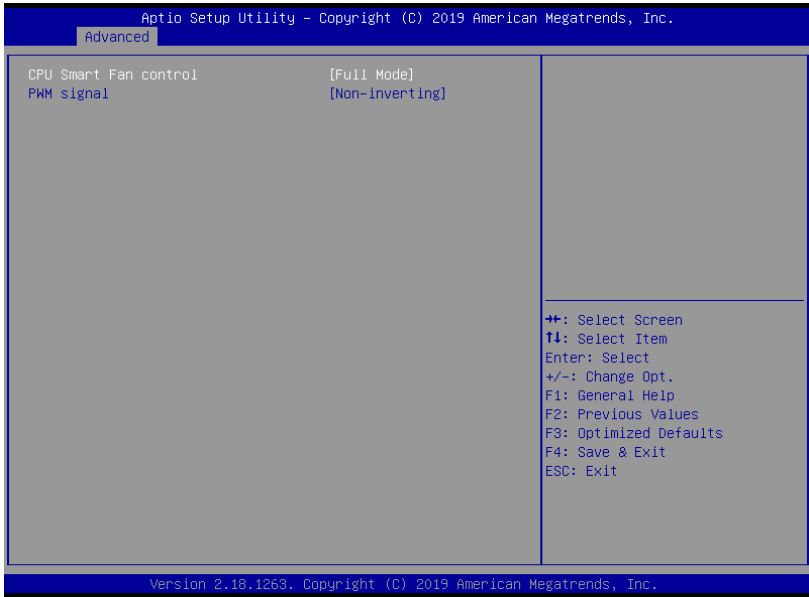 Aptio Setup Utility – Copyright (C) 2019 American Megatrends, Inc.
Advanced
CPU Smart Fan control [Full Mode]
PWM signal [Non-inverting]
→←: Select Screen
↑↓: Select Item
Enter: Select
+/-: Change Opt.
F1: General Help
F2: Previous Values
F3: Optimized Defaults
F4: Save & Exit
ESC: Exit
Version 2.18.1263. Copyright (C) 2019 American Megatrends, Inc.